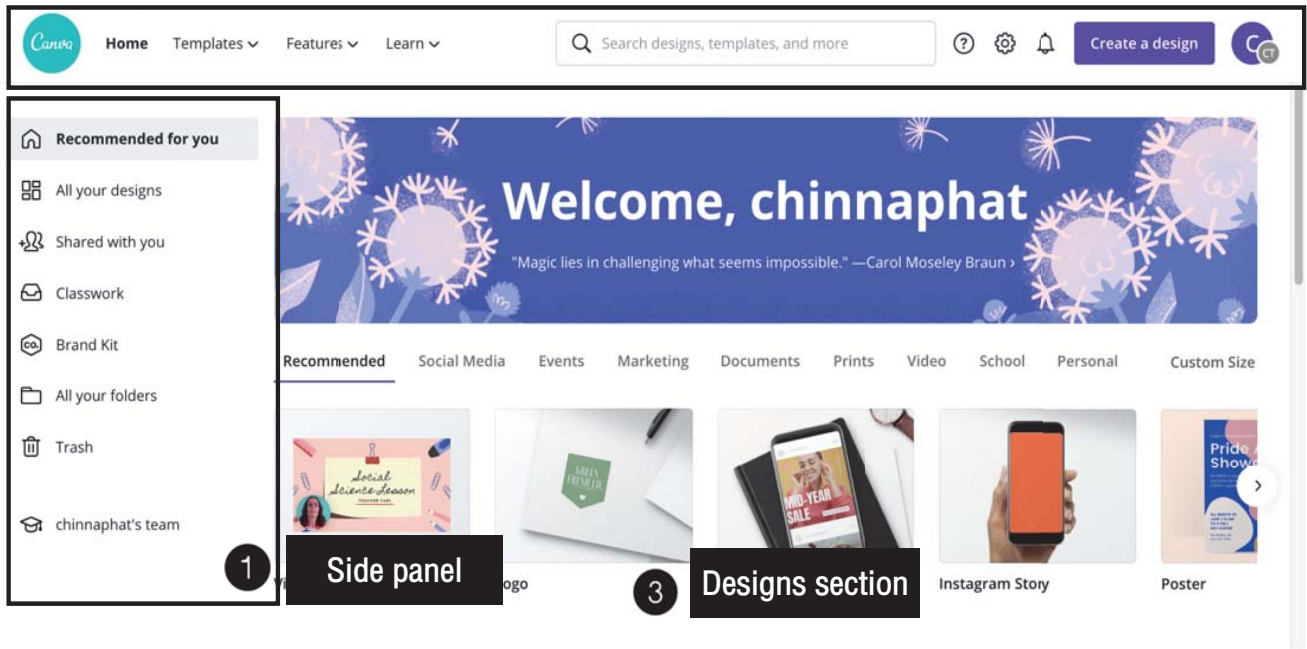 Canva Home Templates Features Learn Search designs, templates, and more Create a design C CT
Recommended for you
All your designs
Shared with you
Classwork
CO. Brand Kit
All your folders
Trash
chinnaphat's team
Welcome, chinnaphat
"Magic lies in challenging what seems impossible." —Carol Moseley Braun ›
Recommended Social Media Events Marketing Documents Prints Video School Personal Custom Size
Social
Science Lesson
GREEN
FRESH CO
MID-YEAR
SALE
Pride
Show
1 Side panel
3 Designs section
Instagram Story
Poster